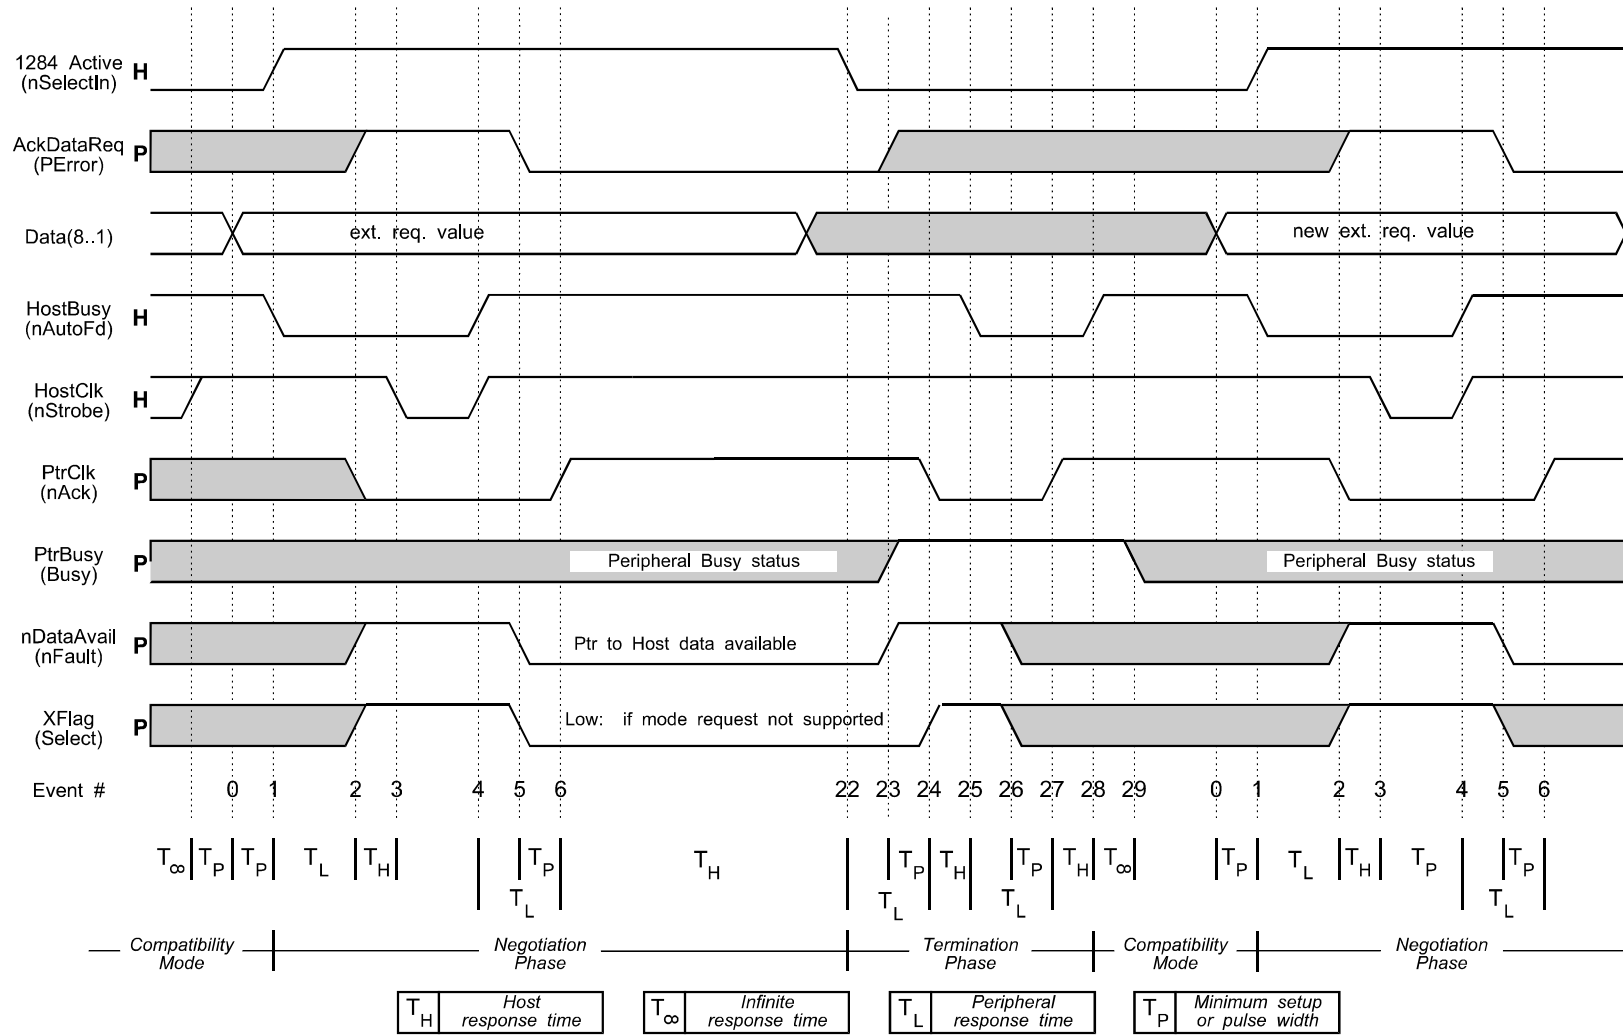 1284 Active
(nSelectIn) H
AckDataReq
(PError) P
Data(8..1)
ext. req. value
new ext. req. value
HostBusy
(nAutoFd) H
HostClk
(nStrobe) H
PtrClk
(nAck) P
PtrBusy
(Busy) P
Peripheral Busy status
Peripheral Busy status
nDataAvail
(nFault) P
Ptr to Host data available
XFlag
(Select) P
Low: if mode request not supported
Event # 0 1 2 3 4 5 6 22 23 24 25 26 27 28 29 0 1 2 3 4 5 6
T∞ TP TP TL TH TP TH TP TH TP TH T∞ TP TL TH TP TP
TL TL TL TL
Compatibility
Mode
Negotiation
Phase
Termination
Phase
Compatibility
Mode
Negotiation
Phase
TH Host
response time
T∞ Infinite
response time
TL Peripheral
response time
TP Minimum setup
or pulse width